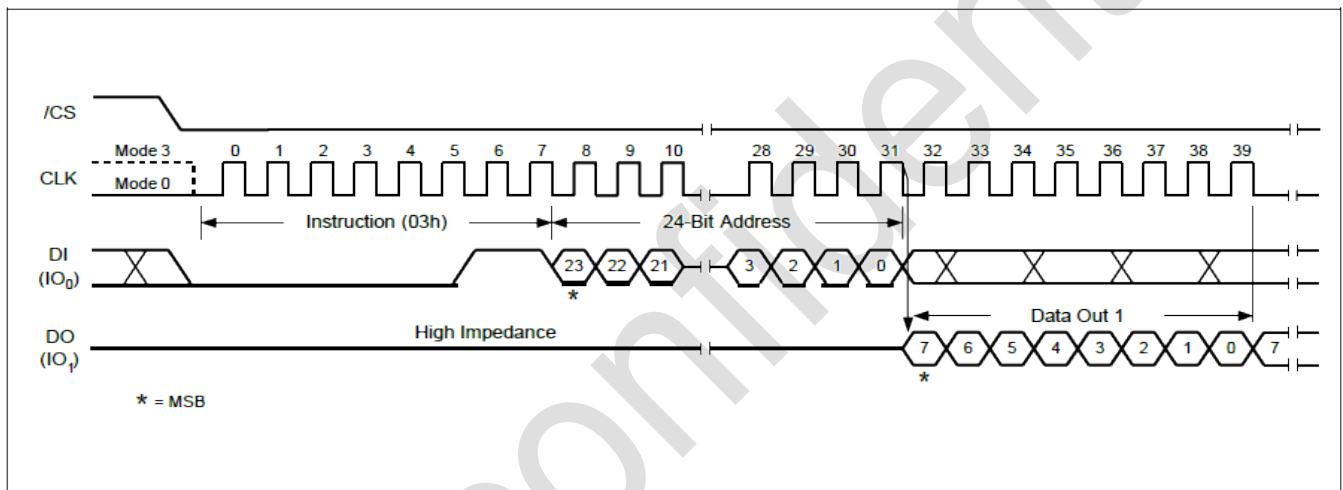 /CS
Mode 3 0 1 2 3 4 5 6 7 8 9 10 28 29 30 31 32 33 34 35 36 37 38 39
CLK Mode 0
Instruction (03h) 24-Bit Address
DI
(IO0) 23 22 21 3 2 1 0
*
Data Out 1
DO High Impedance
(IO1) 7 6 5 4 3 2 1 0 7
*
* = MSB